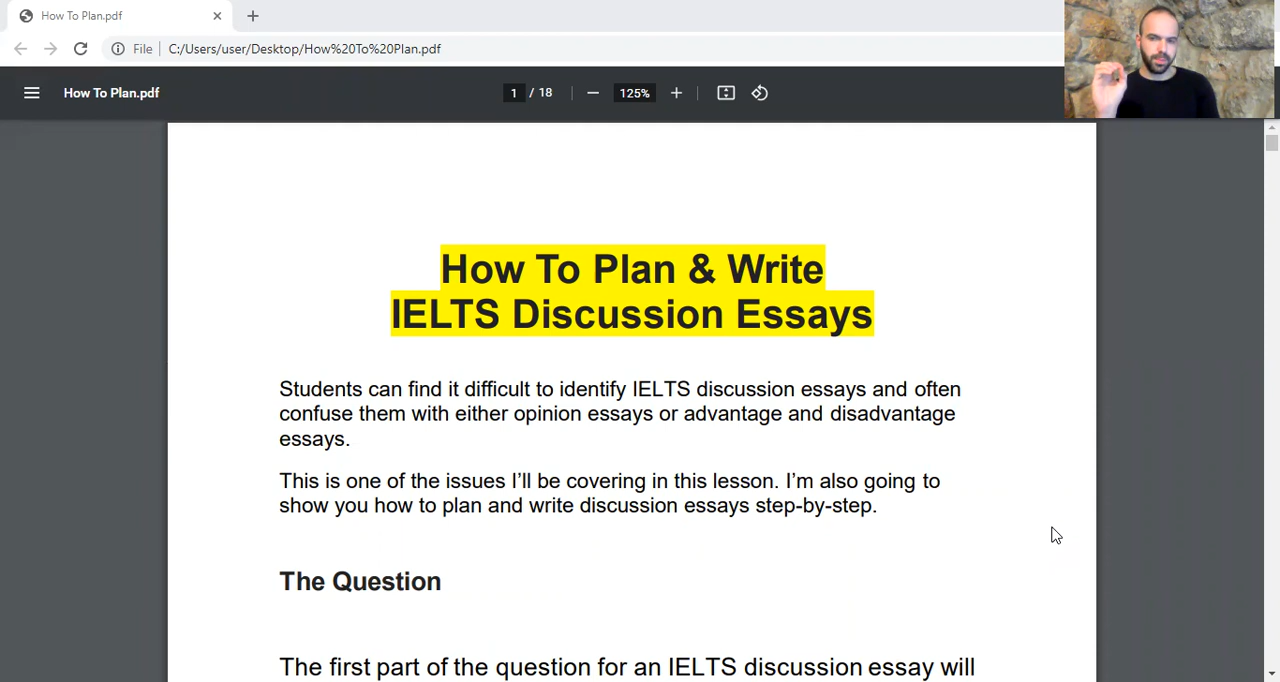 How To Plan.pdf
File
C:/Users/user/Desktop/How%20To%20Plan.pdf
How To Plan.pdf
1 / 18
125%
How To Plan & Write
IELTS Discussion Essays
Students can find it difficult to identify IELTS discussion essays and often
confuse them with either opinion essays or advantage and disadvantage
essays.
This is one of the issues I’ll be covering in this lesson. I’m also going to
show you how to plan and write discussion essays step-by-step.
The Question
The first part of the question for an IELTS discussion essay will